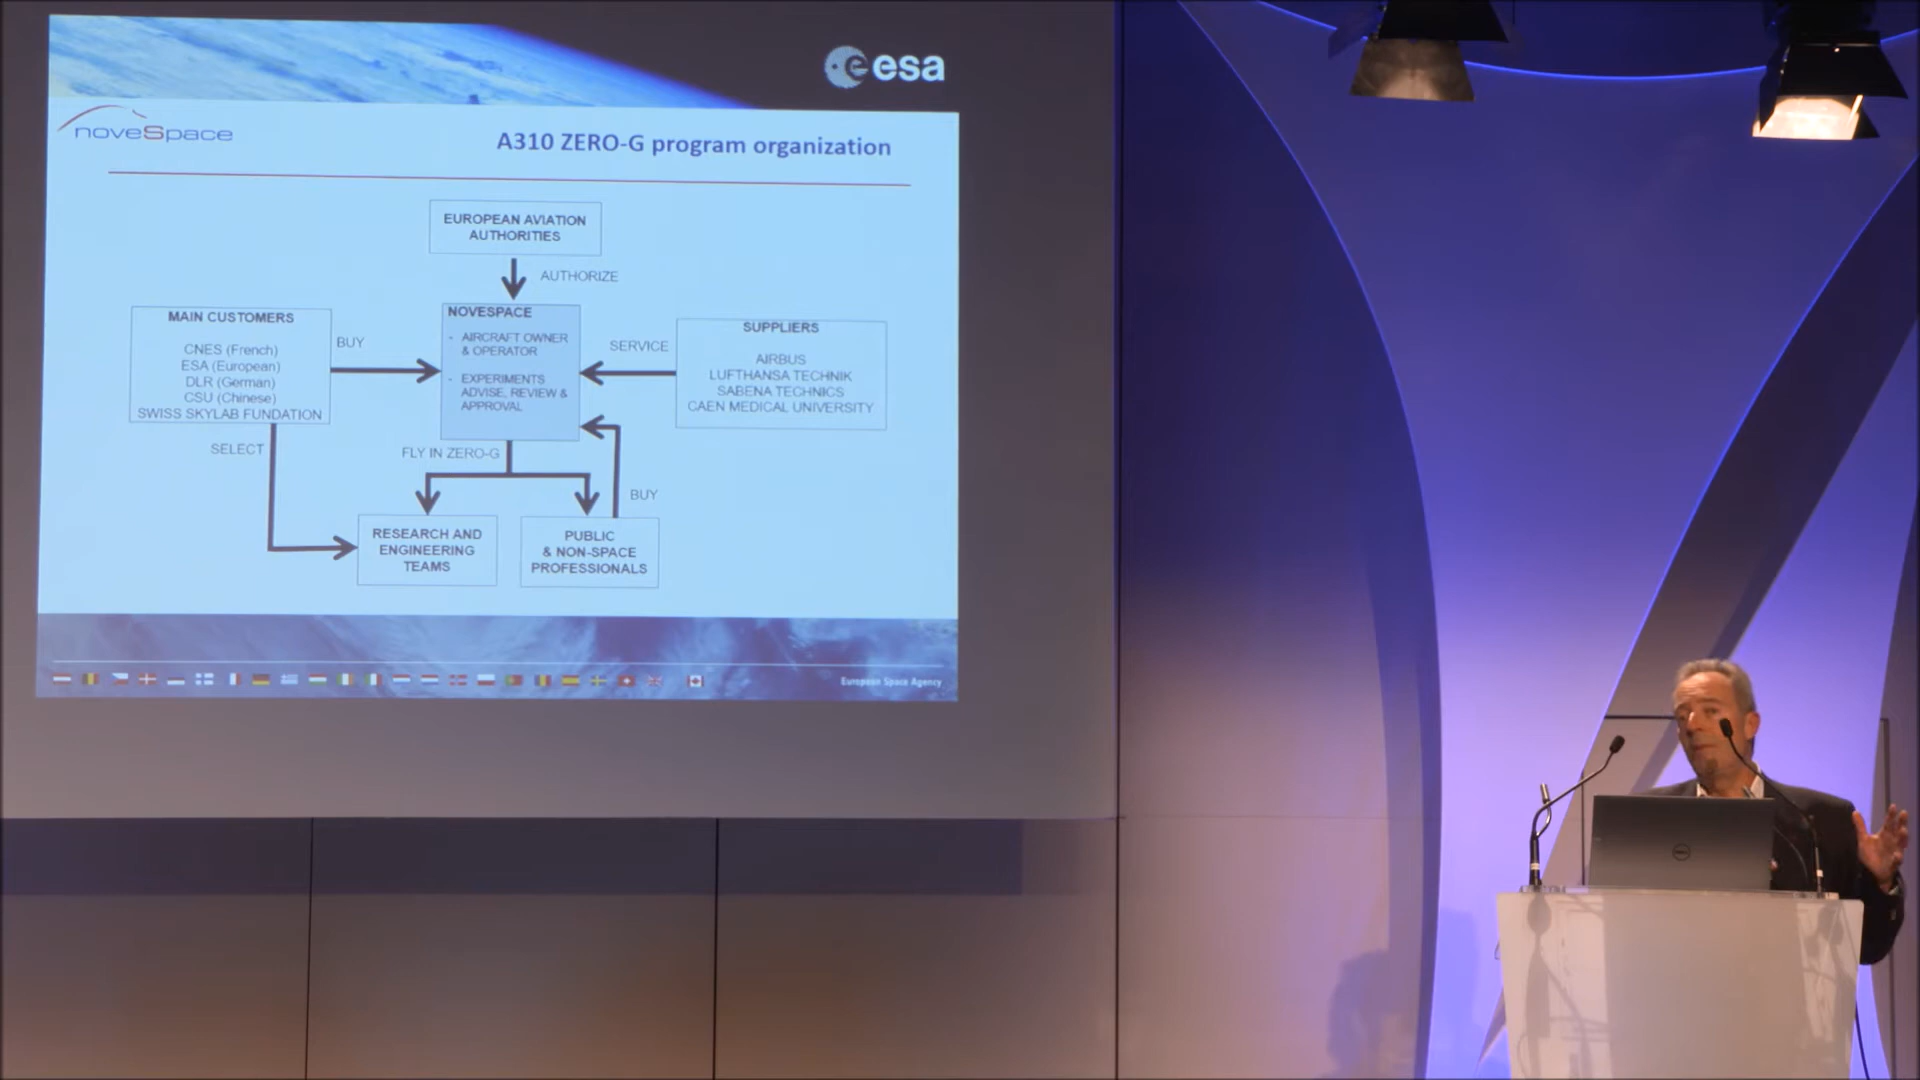 esa
noveSpace
A310 ZERO-G program organization
EUROPEAN AVIATION
AUTHORITIES
AUTHORIZE
MAIN CUSTOMERS
CNES (French)
ESA (European)
DLR (German)
CSU (Chinese)
SWISS SKYLAB FUNDATION
BUY
NOVESPACE
- AIRCRAFT OWNER
& OPERATOR
- EXPERIMENTS
ADVISE, REVIEW &
APPROVAL
SERVICE
SUPPLIERS
AIRBUS
LUFTHANSA TECHNIK
SABENA TECHNICS
CAEN MEDICAL UNIVERSITY
SELECT
FLY IN ZERO-G
BUY
RESEARCH AND
ENGINEERING
TEAMS
PUBLIC
& NON-SPACE
PROFESSIONALS
European Space Agency
DELL